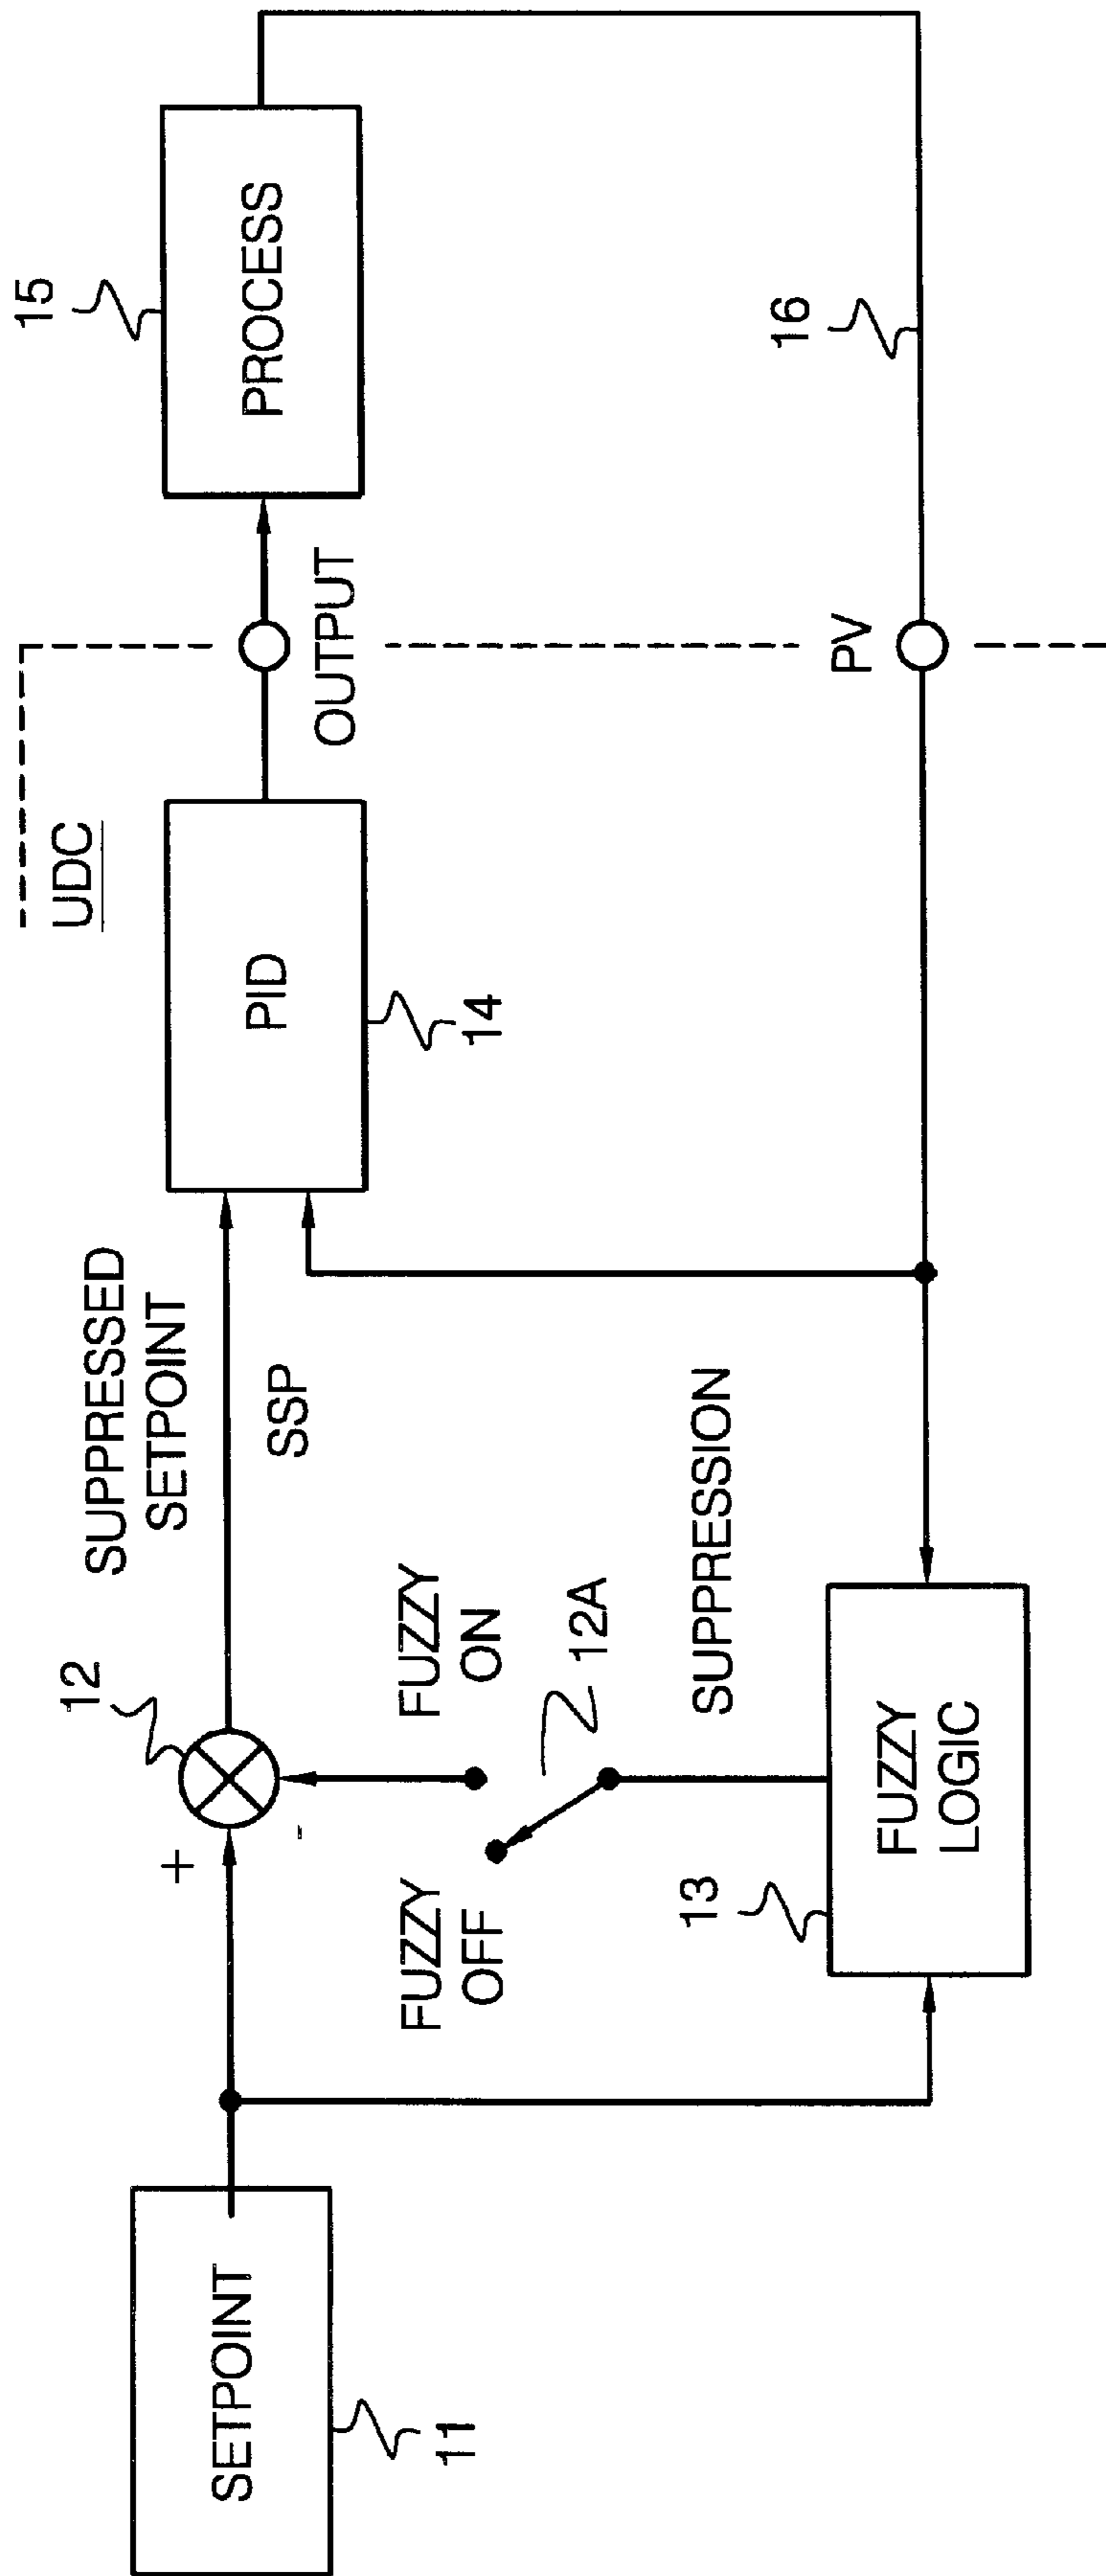 SETPOINT
11
+
-
12
SUPPRESSED
SETPOINT
SSP
FUZZY
OFF
FUZZY
ON
12A
SUPPRESSION
13
FUZZY
LOGIC
PID
14
UDC
OUTPUT
PV
15
PROCESS
16